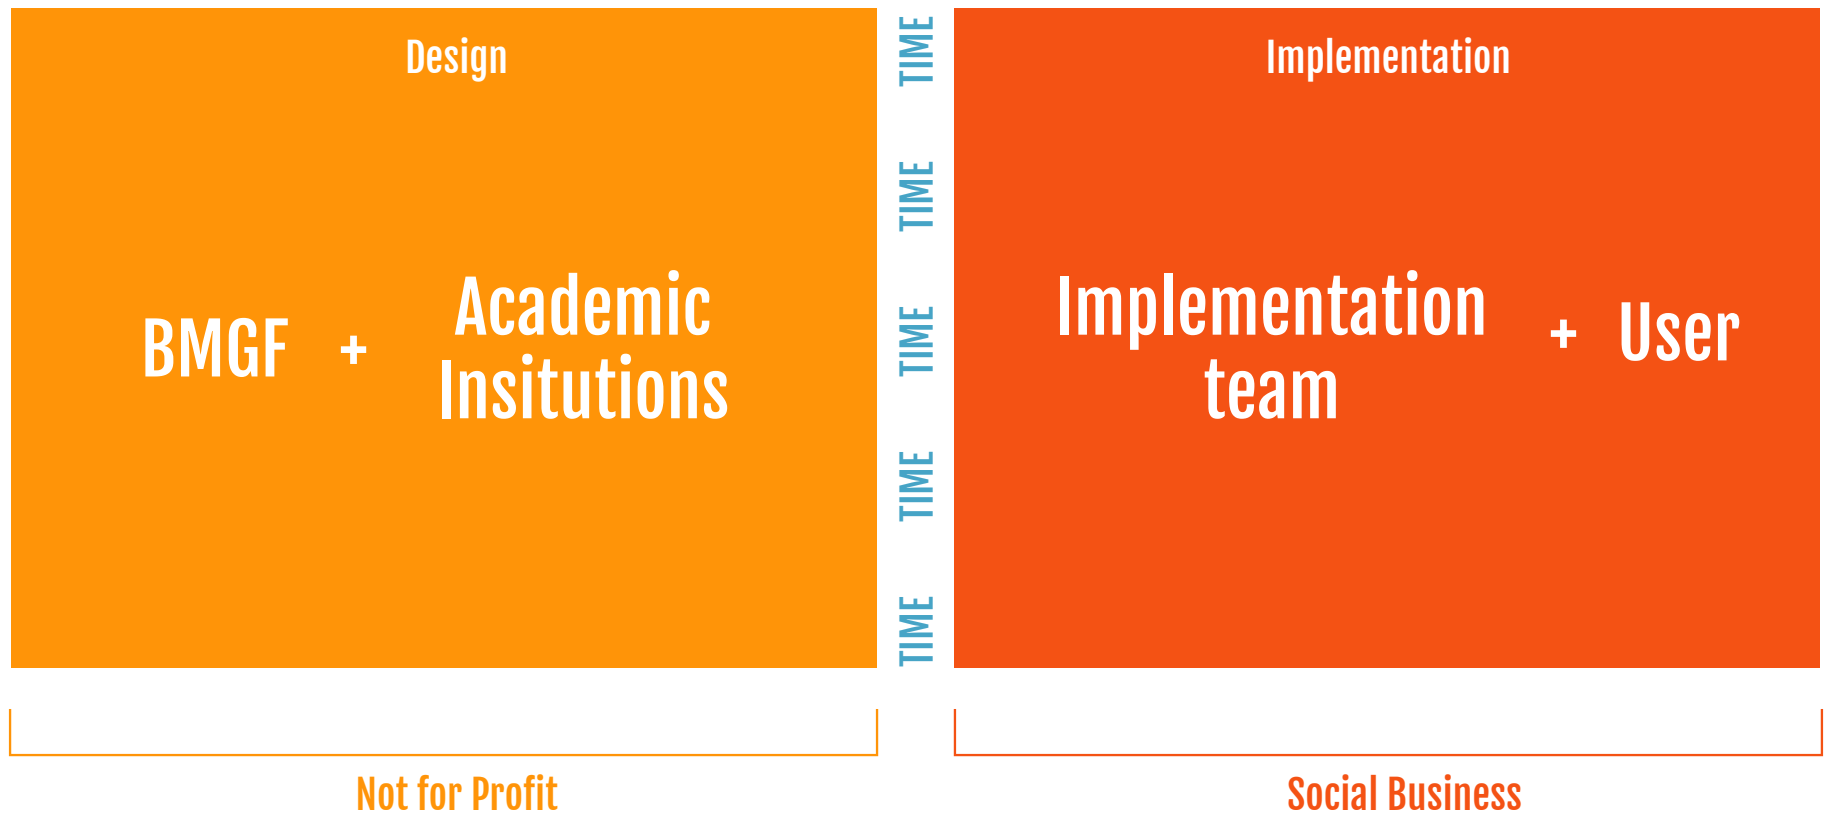 Design
BMGF + Academic
Insitutions
TIME
TIME
TIME
TIME
TIME
Implementation
Implementation
team
+ User
Not for Profit
Social Business